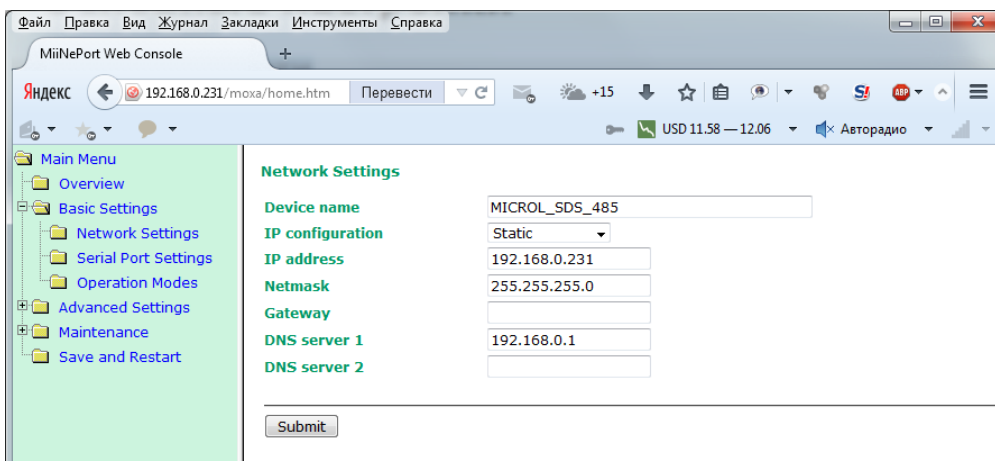 Файл Правка Вид Журнал Закладки Инструменты Справка
MiiNePort Web Console +
Яндекс 192.168.0.231/moxa/home.htm Перевести +15 S! ABP
USD 11.58 — 12.06 Авторадио
Main Menu
Overview
Basic Settings
Network Settings
Serial Port Settings
Operation Modes
Advanced Settings
Maintenance
Save and Restart
Network Settings
Device name MICROL_SDS_485
IP configuration Static
IP address 192.168.0.231
Netmask 255.255.255.0
Gateway
DNS server 1 192.168.0.1
DNS server 2
Submit